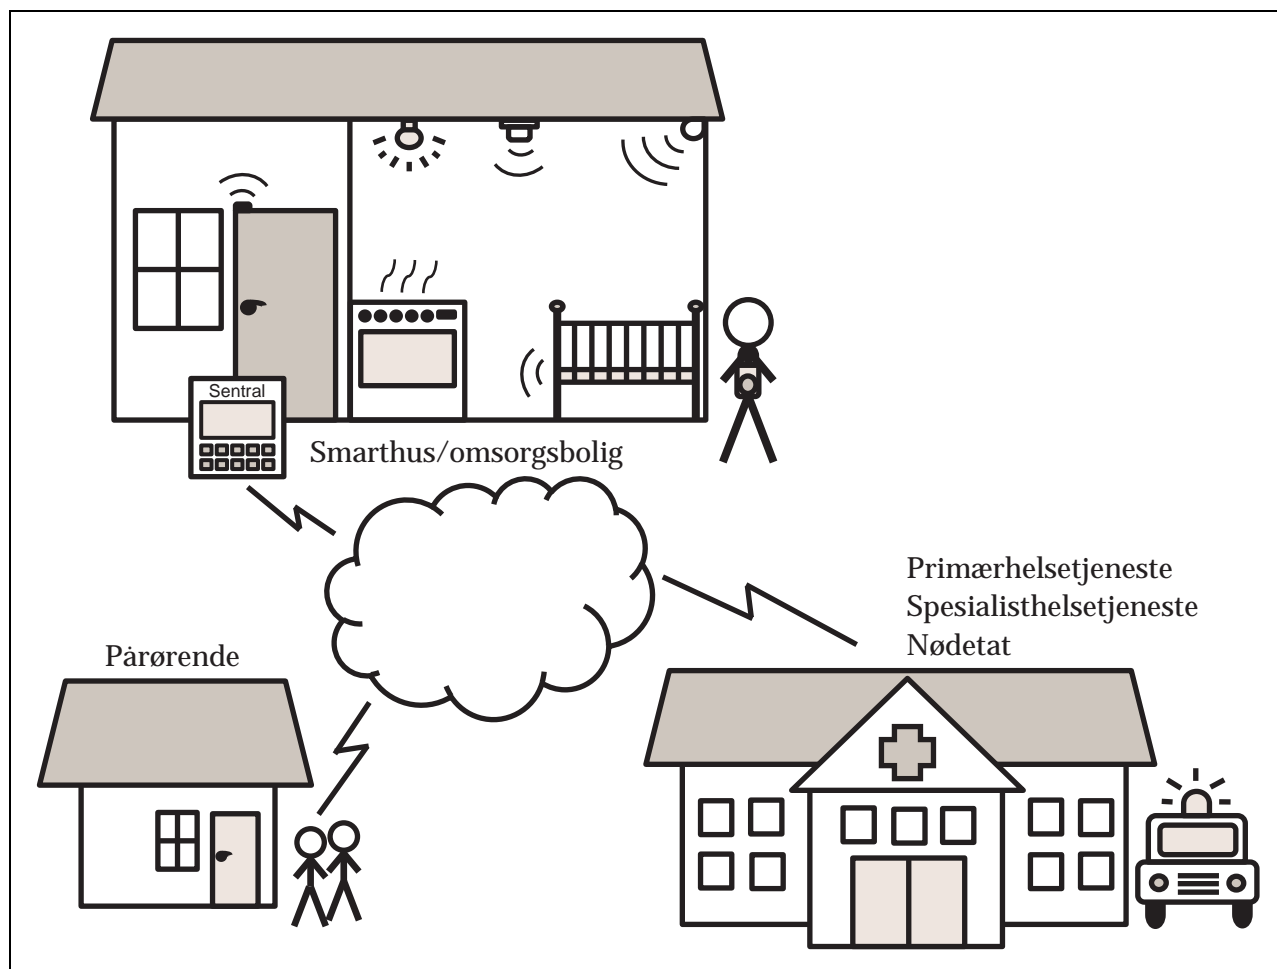 Sentral
Smarthus/omsorgsbolig
Primærhelsetjeneste
Spesialisthelsetjeneste
Nødetat
Pårørende